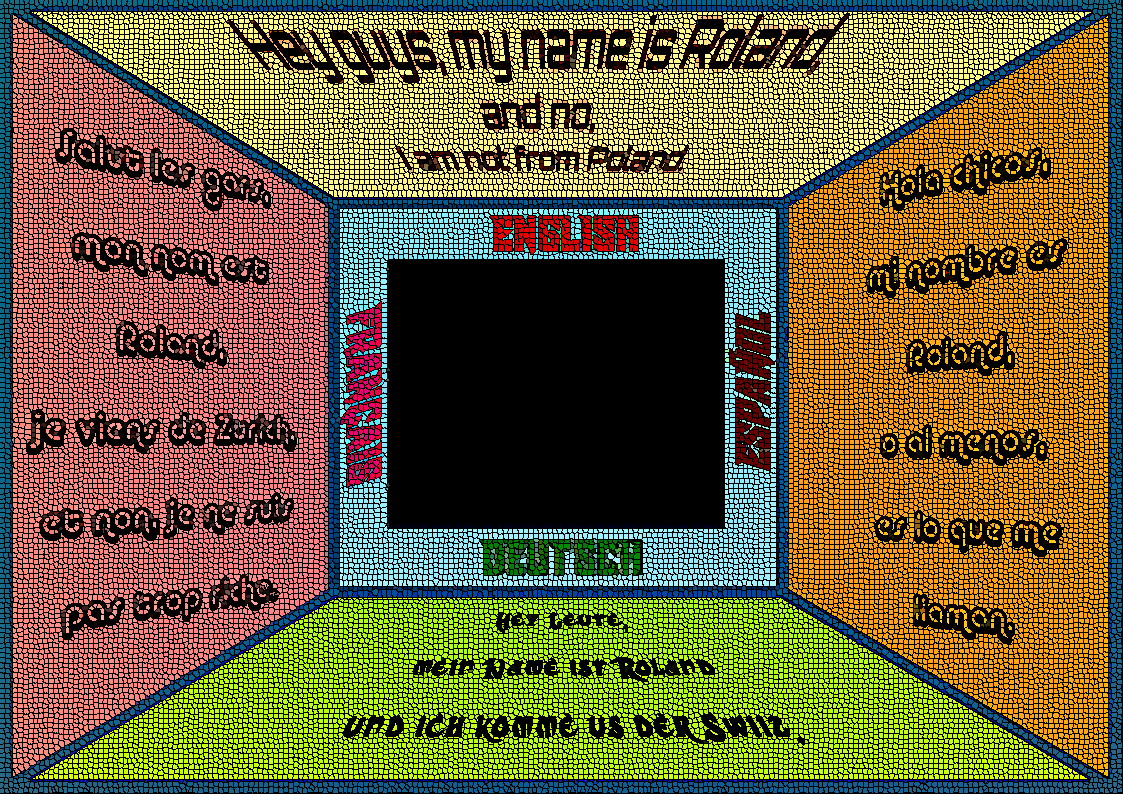 Hey guys, my name is Roland,
and no,
I am not from Poland
Salut les gars,
mon nom est
Roland,
je viens de Zurich,
et non, je ne suis
pas trop riche.
ENGLISH
FRANÇAIS
ESPAÑOL
DEUTSCH
Hola chicos,
mi nombre es
Roland,
o al menos,
es lo que me
llaman.
Hey Leute,
mein Name ist Roland
und ich komme us der Swiiz.